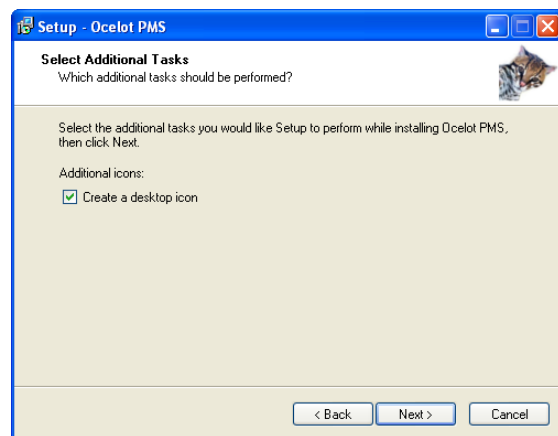 Setup - Ocelot PMS
Select Additional Tasks
Which additional tasks should be performed?
Select the additional tasks you would like Setup to perform while installing Ocelot PMS,
then click Next.
Additional icons:
Create a desktop icon
< Back
Next >
Cancel